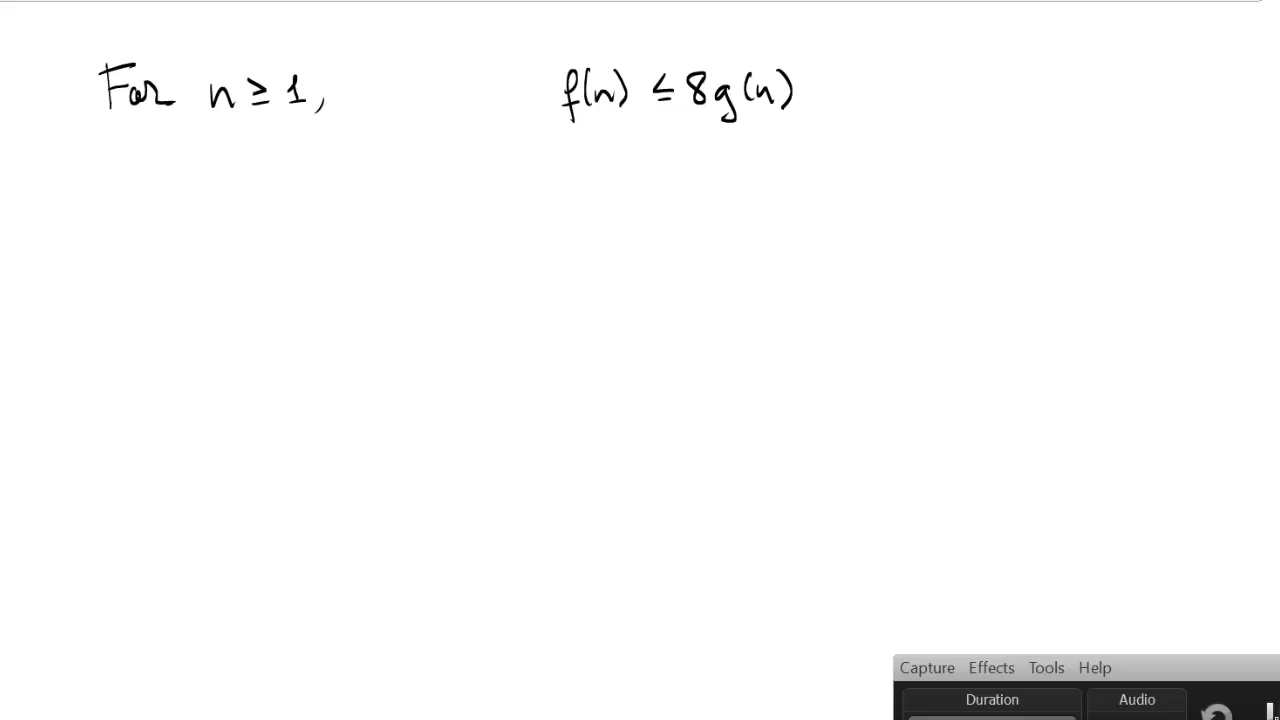 For n ≥ 1, f(n) ≤ 8g(n)
Capture Effects Tools Help
Duration Audio